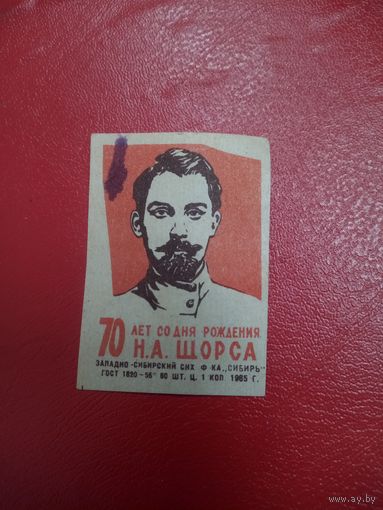 70 ЛЕТ СО ДНЯ РОЖДЕНИЯ
Н.А. ЩОРСА
ЗАПАДНО-СИБИРСКИЙ СНХ Ф-КА „СИБИРЬ"
ГОСТ 1820-56 60 ШТ. Ц. 1 КОП 1965 Г.
www.ay.by